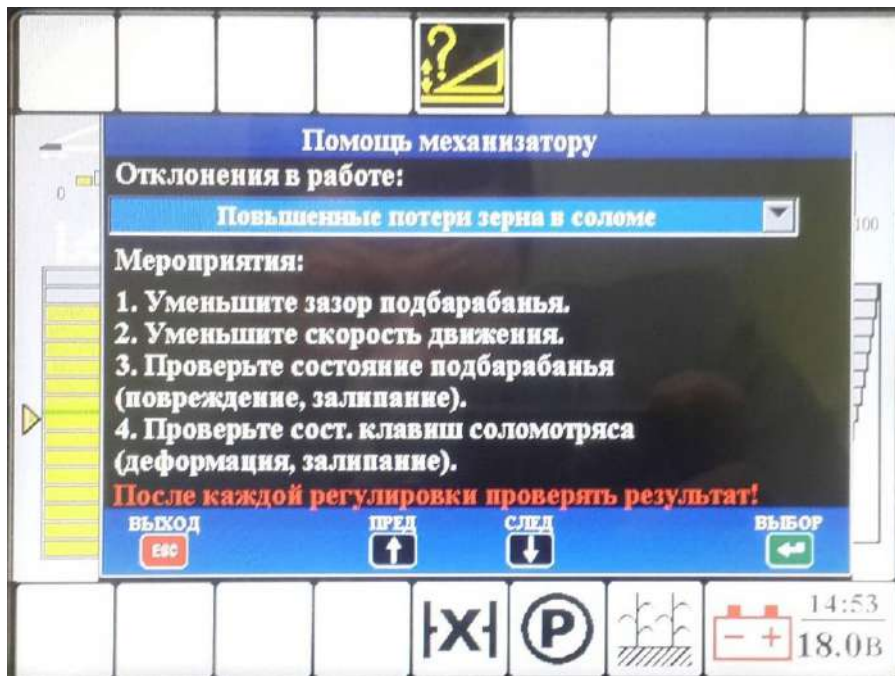 ?
Помощь механизатору
Отклонения в работе:
0
Повышенные потери зерна в соломе
100
Мероприятия:
1. Уменьшите зазор подбарабанья.
2. Уменьшите скорость движения.
3. Проверьте состояние подбарабанья
(повреждение, залипание).
4. Проверьте сост. клавиш соломотряса
(деформация, залипание).
После каждой регулировки проверять результат!
ВЫХОД ПРЕД СЛЕД ВЫБОР
ESC
X P - + 14:53
18.0В